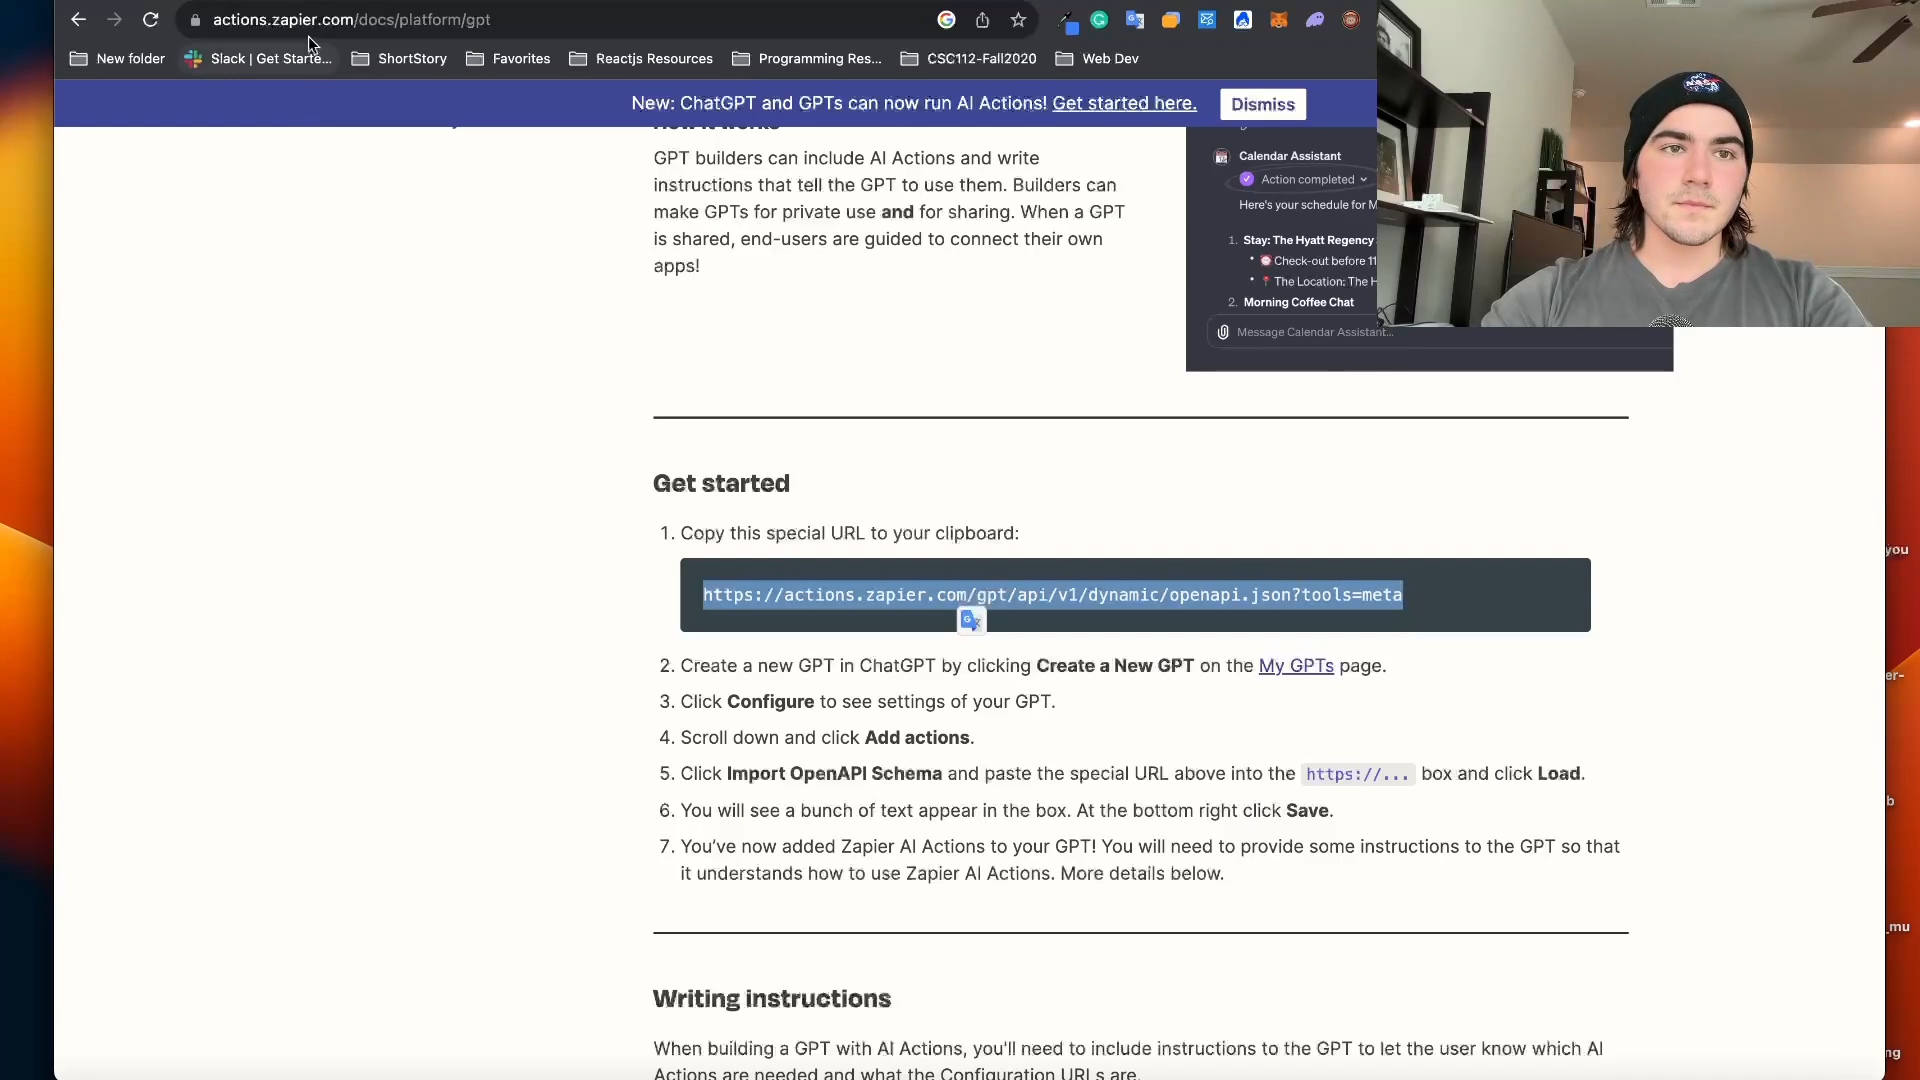 actions.zapier.com/docs/platform/gpt
New folder
Slack | Get Starte...
ShortStory
Favorites
Reactjs Resources
Programming Res...
CSC112-Fall2020
Web Dev
New: ChatGPT and GPTs can now run AI Actions! Get started here.
Dismiss
How it works
GPT builders can include AI Actions and write
instructions that tell the GPT to use them. Builders can
make GPTs for private use and for sharing. When a GPT
is shared, end-users are guided to connect their own
apps!
Calendar Assistant
Action completed
Here's your schedule for M
1. Stay: The Hyatt Regency
• Check-out before 11
• The Location: The H
2. Morning Coffee Chat
Message Calendar Assistant...
Get started
1. Copy this special URL to your clipboard:
https://actions.zapier.com/gpt/api/v1/dynamic/openapi.json?tools=meta
2. Create a new GPT in ChatGPT by clicking Create a New GPT on the My GPTs page.
3. Click Configure to see settings of your GPT.
4. Scroll down and click Add actions.
5. Click Import OpenAPI Schema and paste the special URL above into the https://... box and click Load.
6. You will see a bunch of text appear in the box. At the bottom right click Save.
7. You've now added Zapier AI Actions to your GPT! You will need to provide some instructions to the GPT so that
it understands how to use Zapier AI Actions. More details below.
Writing instructions
When building a GPT with AI Actions, you'll need to include instructions to the GPT to let the user know which AI
Actions are needed and what the Configuration URLs are.
you
er-
b
_mu
ng